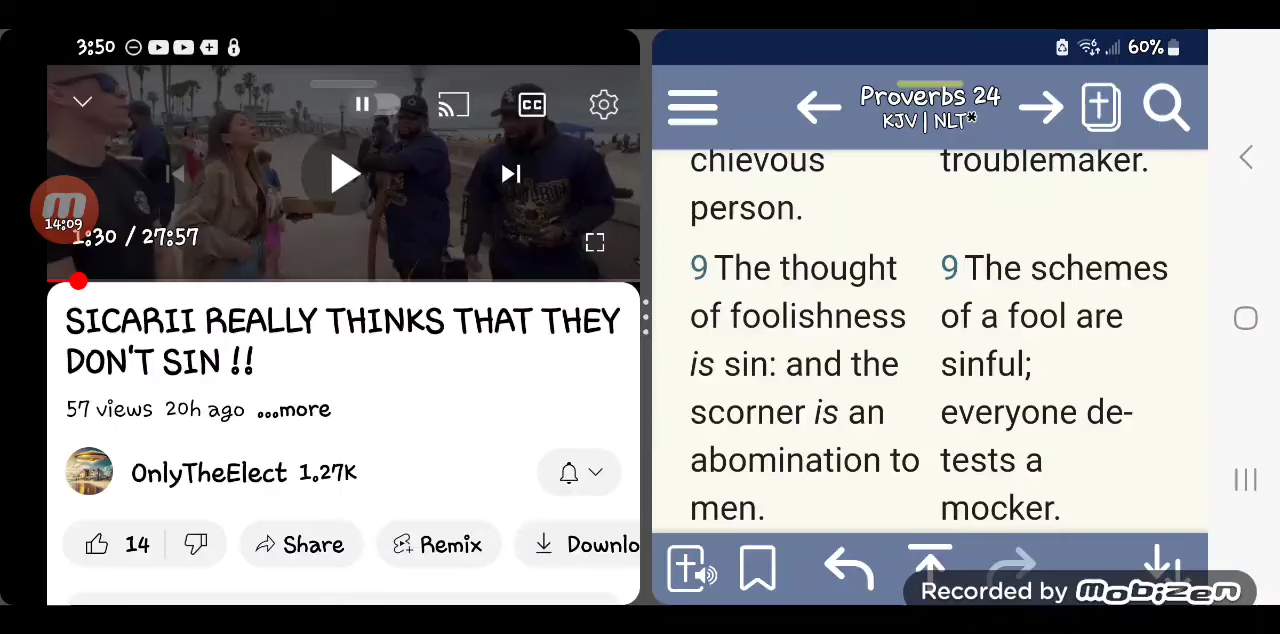 3:50
60%
14:09
1:30 / 27:57
CC
SICARII REALLY THINKS THAT THEY
DON'T SIN !!
57 views 20h ago ...more
OnlyTheElect 1.27K
14
Share
Remix
Downlo
Proverbs 24
KJV | NLT*
chievous
person.
9 The thought
of foolishness
is sin: and the
scorner is an
abomination to
men.
troublemaker.
9 The schemes
of a fool are
sinful;
everyone de-
tests a
mocker.
Recorded by mobizen